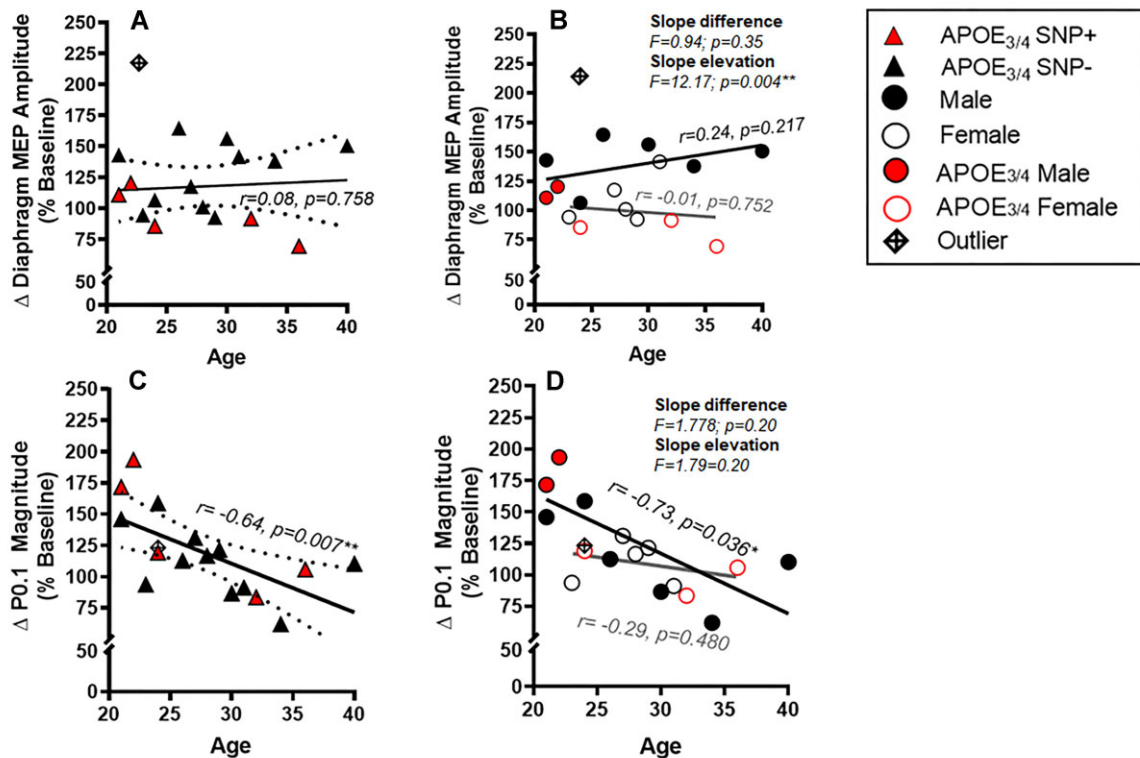 A
250
225
200
175
150
125
100
75
50
0
20 25 30 35 40
Age
Δ Diaphragm MEP Amplitude
(% Baseline)
r=0.08, p=0.758
B
Slope difference
F=0.94; p=0.35
Slope elevation
F=12.17; p=0.004**
250
225
200
175
150
125
100
75
50
0
20 25 30 35 40
Age
Δ Diaphragm MEP Amplitude
(% Baseline)
r=0.24, p=0.217
r= -0.01, p=0.752
APOE3/4 SNP+
APOE3/4 SNP-
Male
Female
APOE3/4 Male
APOE3/4 Female
Outlier
C
250
225
200
175
150
125
100
75
50
0
20 25 30 35 40
Age
Δ P0.1 Magnitude
(% Baseline)
r= -0.64, p=0.007**
D
Slope difference
F=1.778; p=0.20
Slope elevation
F=1.79=0.20
250
225
200
175
150
125
100
75
50
0
20 25 30 35 40
Age
Δ P0.1 Magnitude
(% Baseline)
r= -0.73, p=0.036*
r= -0.29, p=0.480